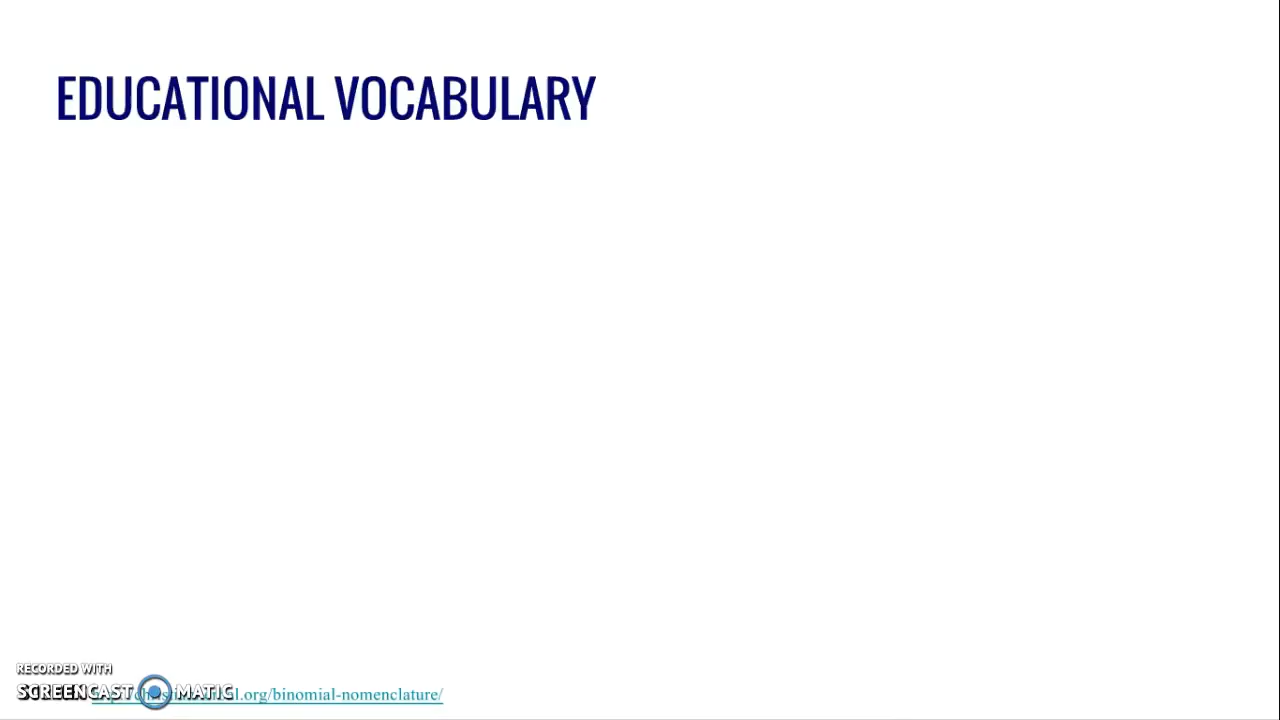 EDUCATIONAL VOCABULARY
RECORDED WITH
SCREENCAST MATIC
l.org/binomial-nomenclature/